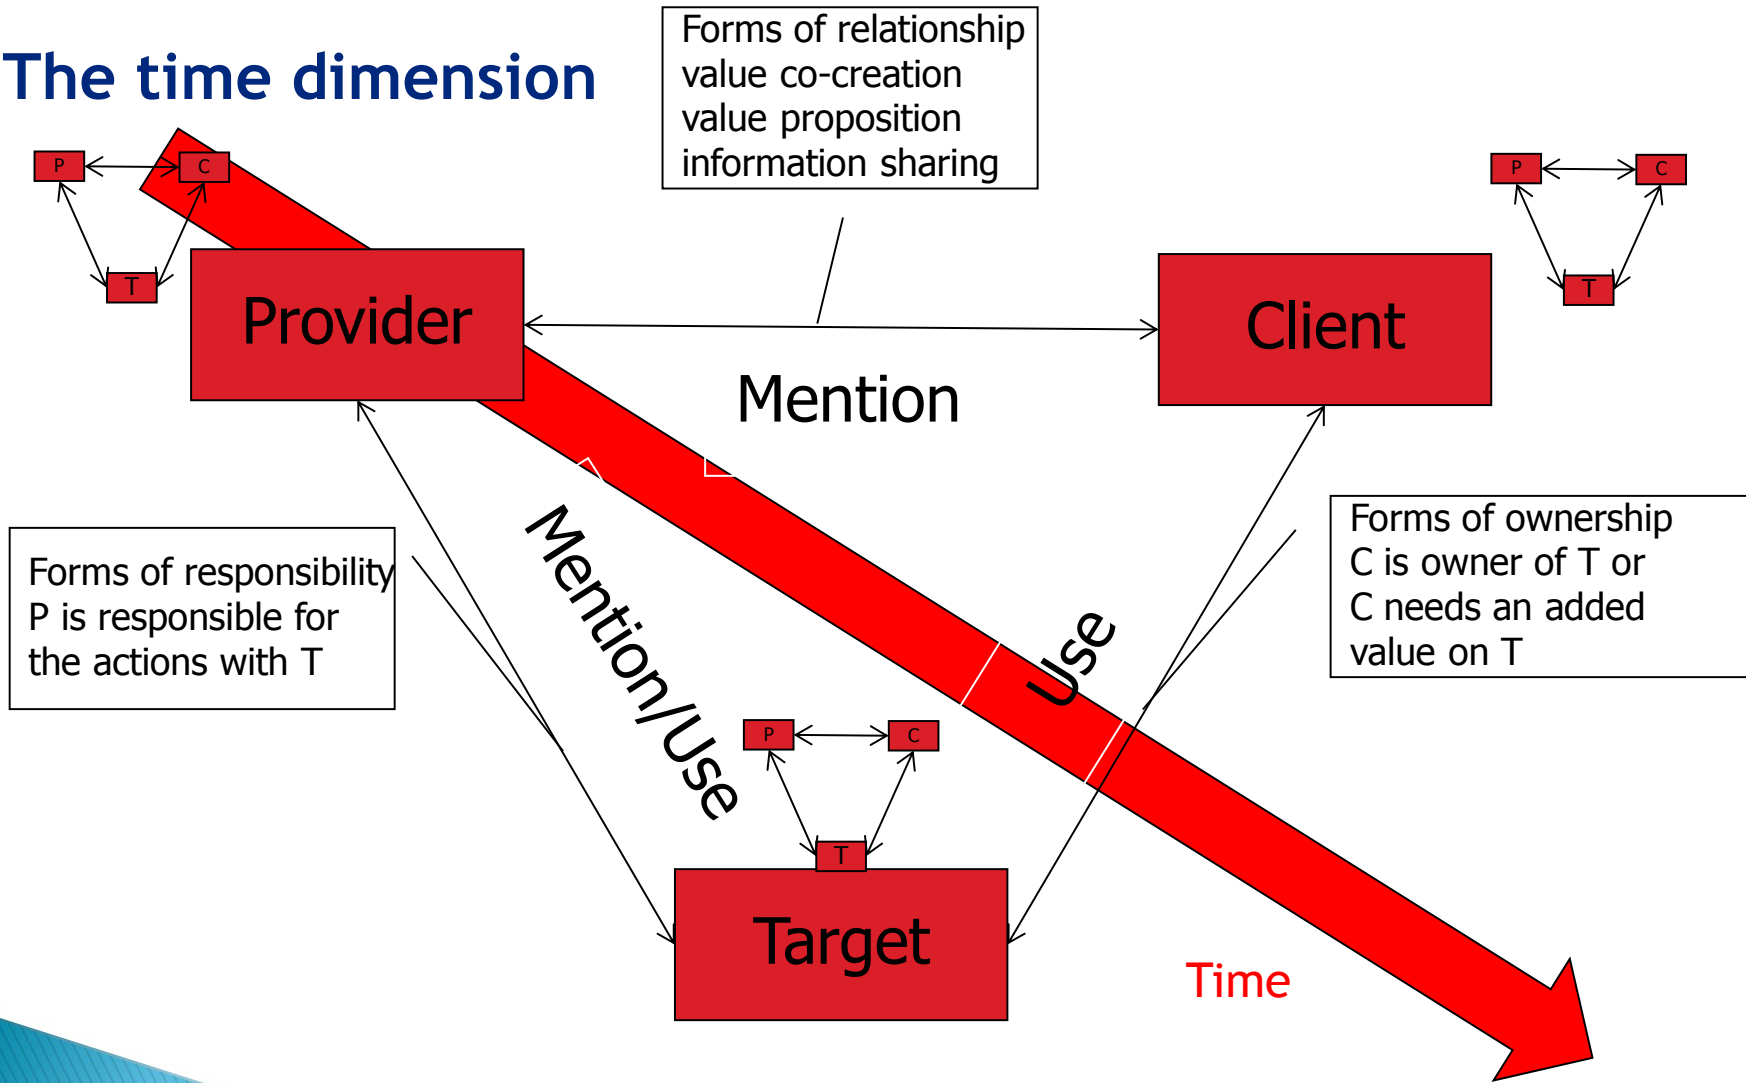 The time dimension
Forms of relationship
value co-creation
value proposition
information sharing
P
C
T
P
C
T
Provider
Client
Mention
Forms of responsibility
P is responsible for
the actions with T
Mention/Use
Use
Forms of ownership
C is owner of T or
C needs an added
value on T
P
C
T
Target
Time